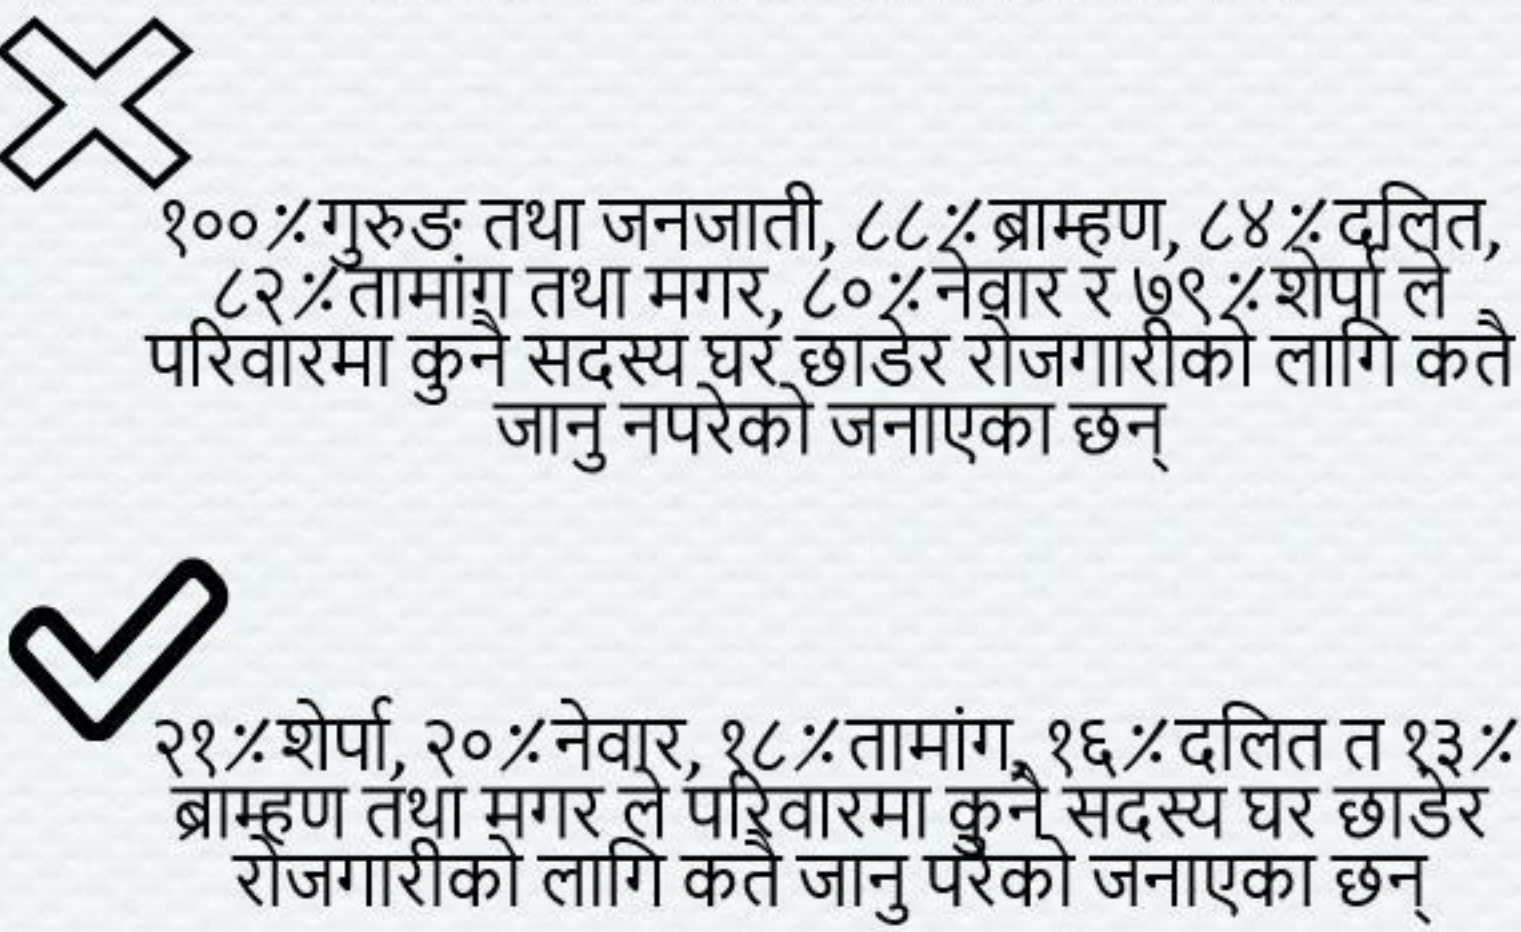 १००٪गुरुङ तथा जनजाती, ८८٪ब्राम्हण, ८४٪दलित,
८२٪तामांग तथा मगर, ८०٪नेवार र ७९٪शेर्पा ले
परिवारमा कुनै सदस्य घर छाडेर रोजगारीको लागि कतै
जानु नपरेको जनाएका छन्
२१٪शेर्पा, २०٪नेवार, १८٪तामांग, १६٪दलित त १३٪
ब्राम्हण तथा मगर ले परिवारमा कुनै सदस्य घर छाडेर
रोजगारीको लागि कतै जानु परेको जनाएका छन्